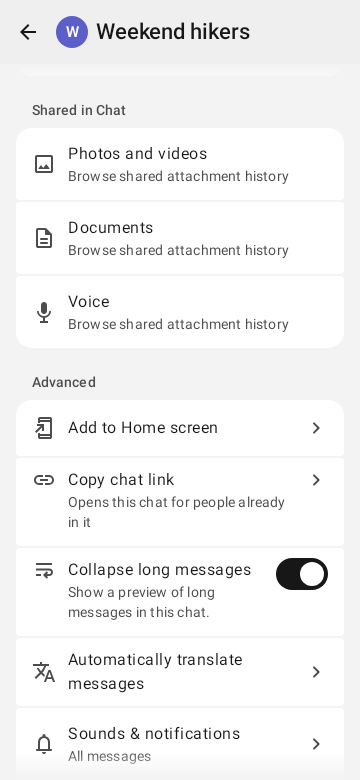 W Weekend hikers
Shared in Chat
Photos and videos
Browse shared attachment history
Documents
Browse shared attachment history
Voice
Browse shared attachment history
Advanced
Add to Home screen
Copy chat link
Opens this chat for people already
in it
Collapse long messages
Show a preview of long
messages in this chat.
Automatically translate
messages
Sounds & notifications
All messages